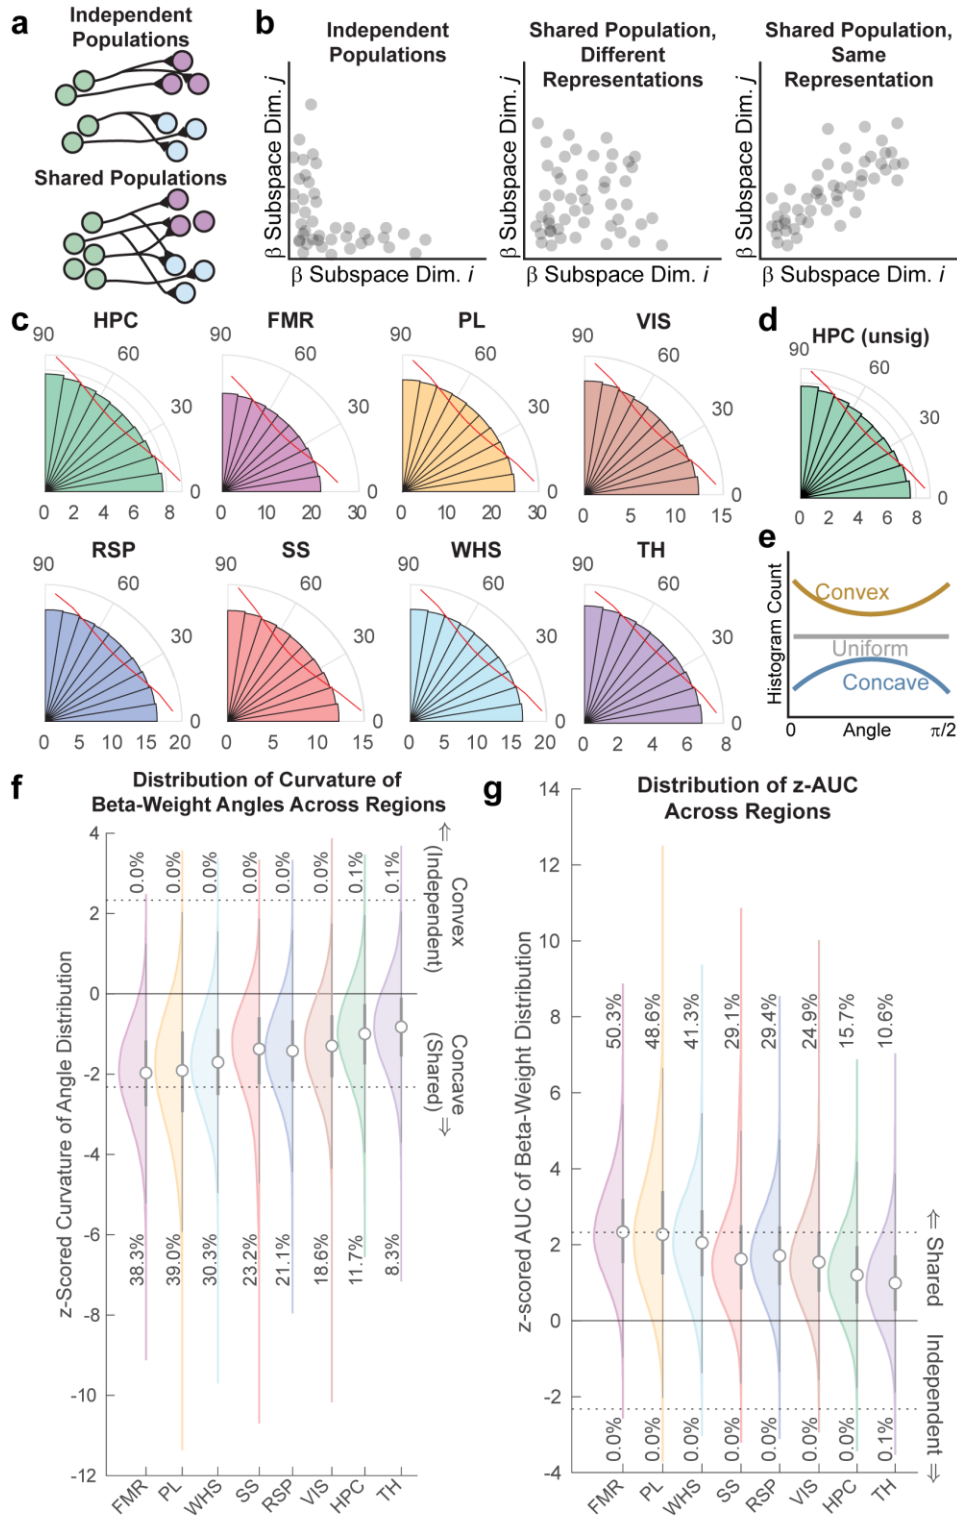 a
Independent
Populations
Shared Populations
b
Independent
Populations
β Subspace Dim. j
β Subspace Dim. i
Shared Population,
Different
Representations
β Subspace Dim. j
β Subspace Dim. i
Shared Population,
Same
Representation
β Subspace Dim. j
β Subspace Dim. i
c
HPC
90
60
30
0
0 2 4 6 8
FMR
90
60
30
0
0 10 20 30
PL
90
60
30
0
0 10 20 30
VIS
90
60
30
0
0 5 10 15
d
HPC (unsig)
90
60
30
0
0 2 4 6 8
RSP
90
60
30
0
0 5 10 15 20
SS
90
60
30
0
0 10 20 30
WHS
90
60
30
0
0 5 10 15 20
TH
90
60
30
0
0 2 4 6 8
e
Histogram Count
Convex
Uniform
Concave
0 Angle π/2
f
Distribution of Curvature of
Beta-Weight Angles Across Regions
z-Scored Curvature of Angle Distribution
4
2
0
-2
-4
-6
-8
-10
-12
0.0% 0.0% 0.0% 0.0% 0.0% 0.0% 0.1% 0.1%
⇐ Convex
(Independent)
Concave ⇒
(Shared)
38.3% 39.0% 30.3% 23.2% 21.1% 18.6% 11.7% 8.3%
FMR PL WHS SS RSP VIS HPC TH
g
Distribution of z-AUC
Across Regions
z-scored AUC of Beta-Weight Distribution
14
12
10
8
6
4
2
0
-2
-4
50.3% 48.6% 41.3% 29.1% 29.4% 24.9% 15.7% 10.6%
⇐ Shared
Independent ⇒
0.0% 0.0% 0.0% 0.0% 0.0% 0.0% 0.0% 0.1%
FMR PL WHS SS RSP VIS HPC TH